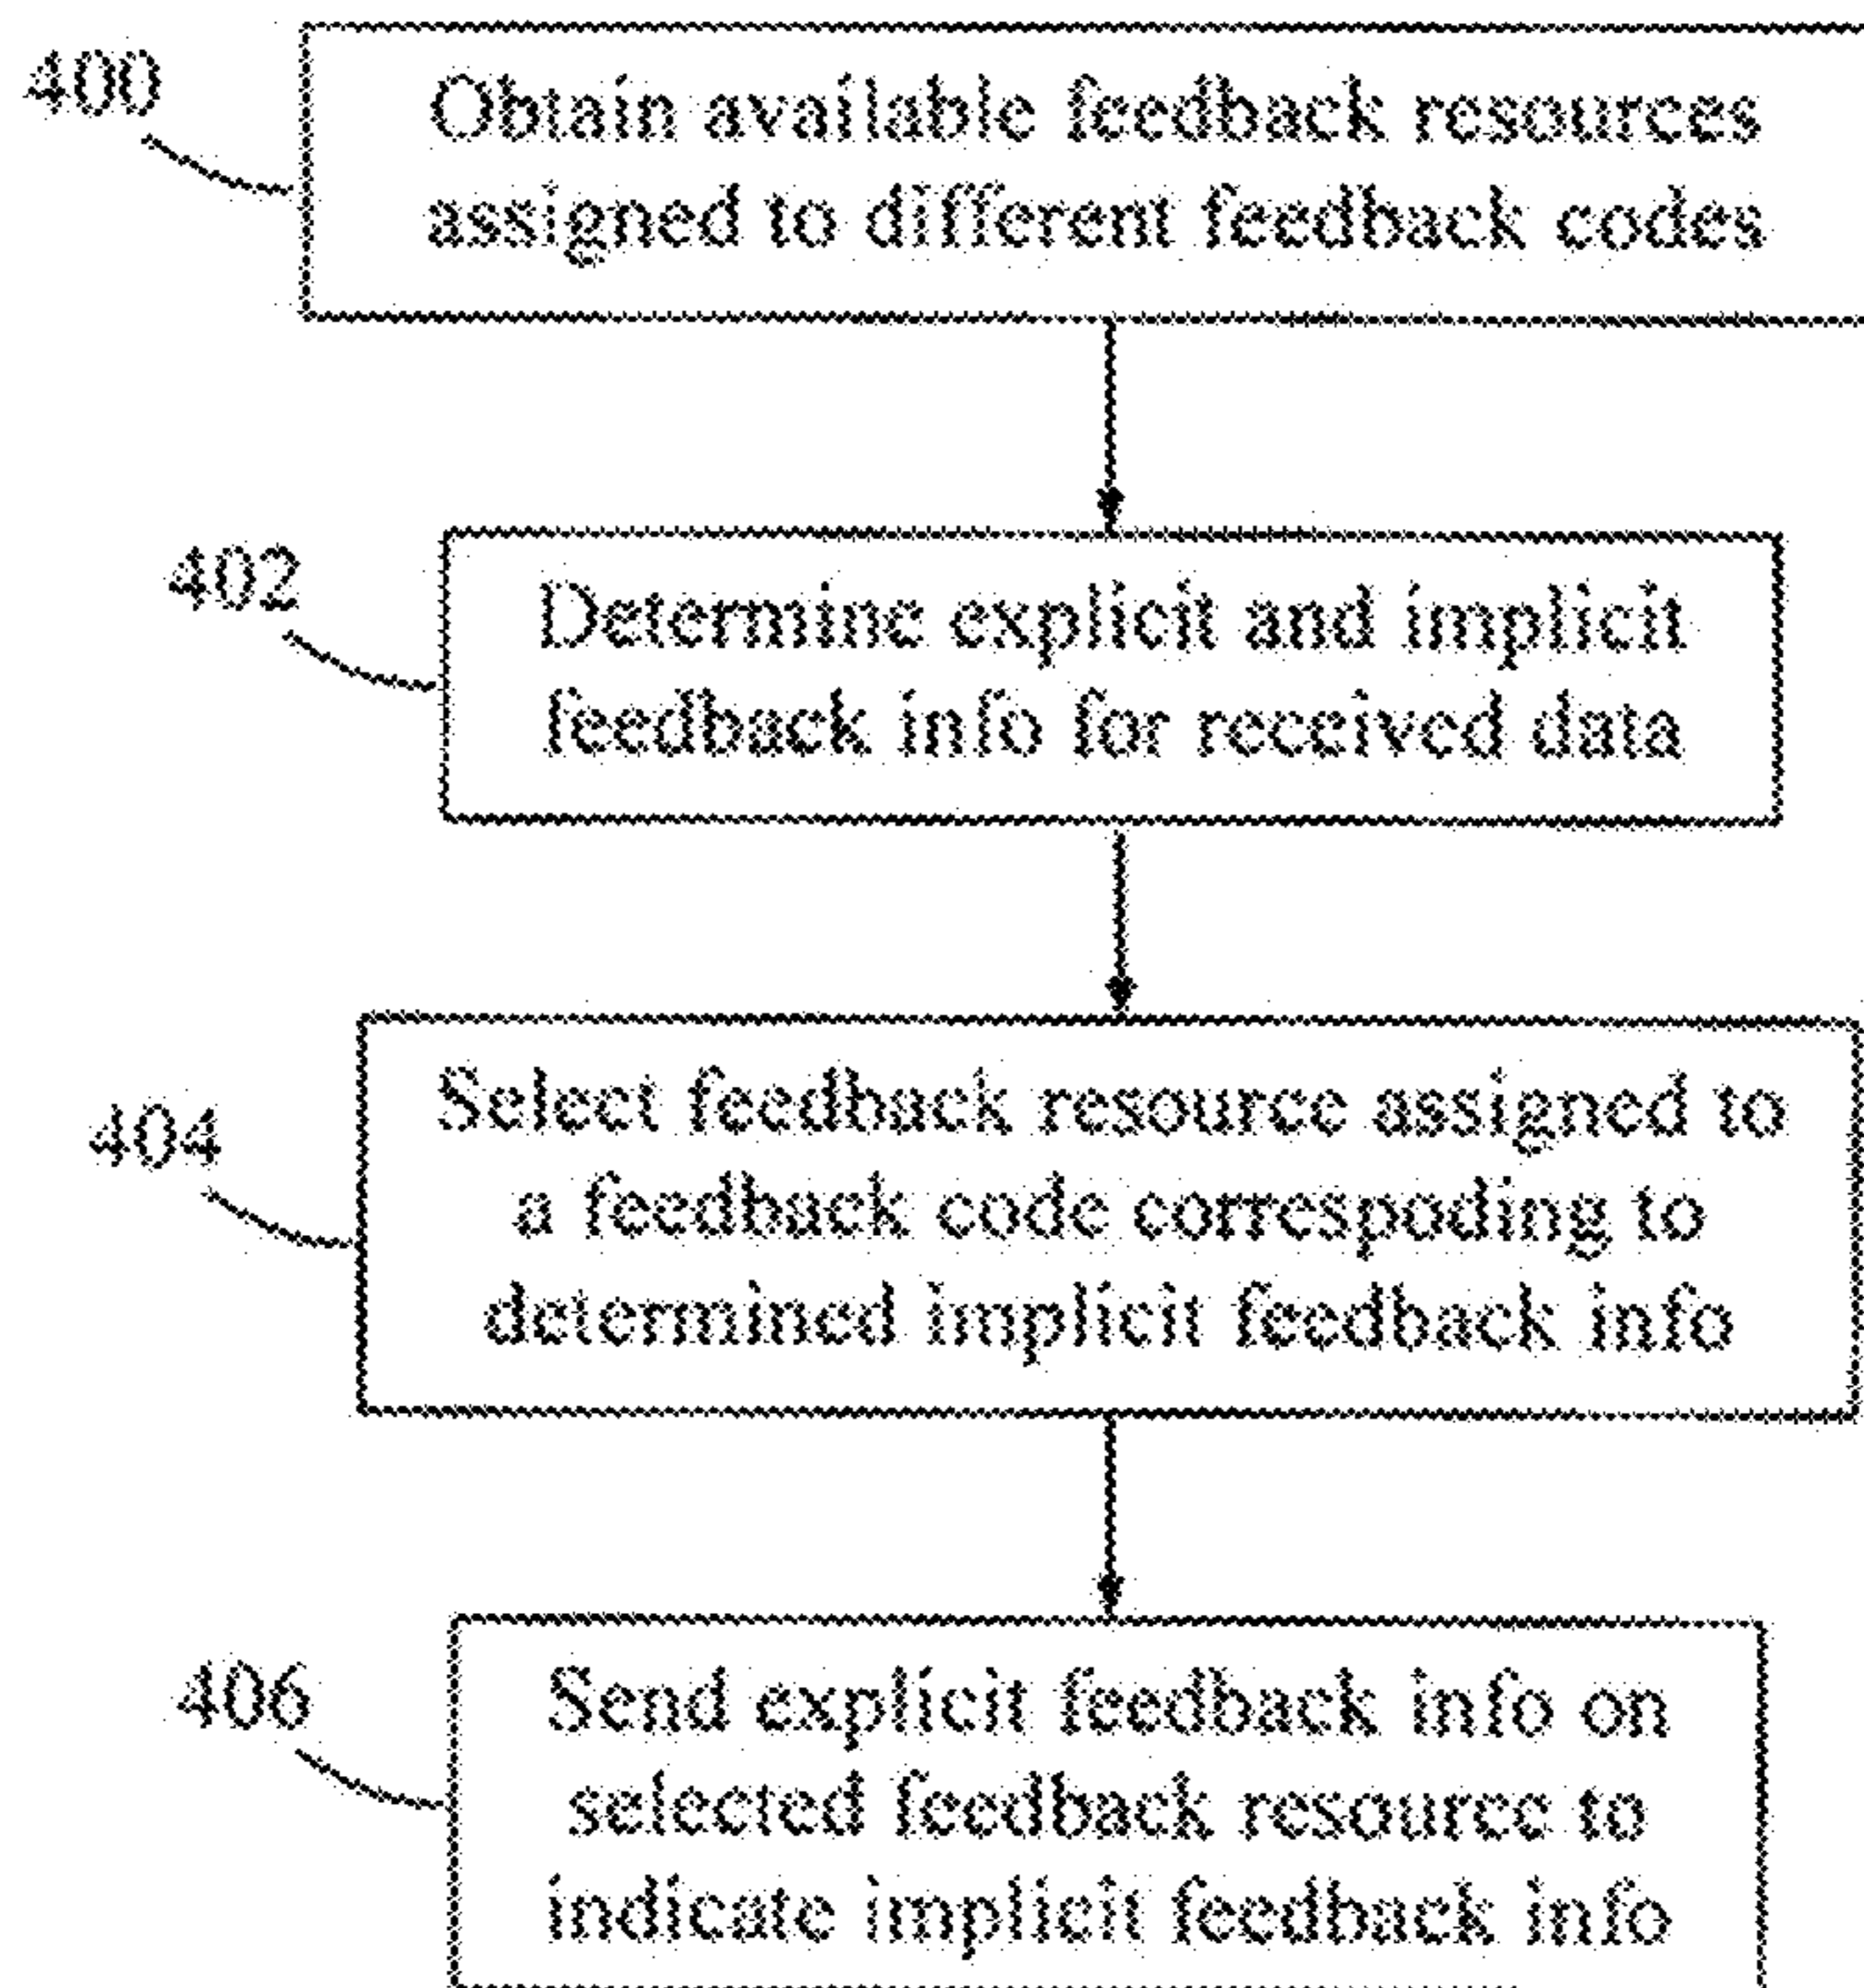 400
Obtain available feedback resources
assigned to different feedback codes
402
Determine explicit and implicit
feedback info for received data
404
Select feedback resource assigned to
a feedback code correspoding to
determined implicit feedback info
406
Send explicit feedback info on
selected feedback resource to
indicate implicit feedback info